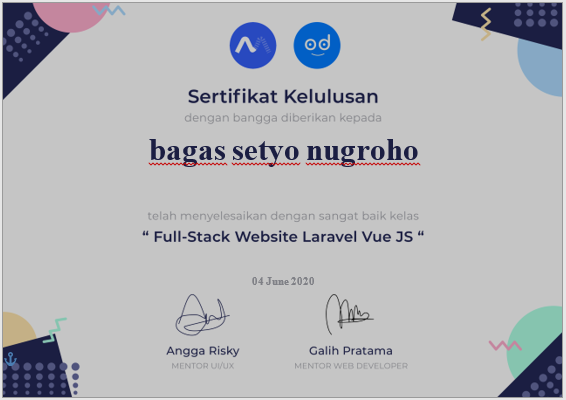 Sertifikat Kelulusan
dengan bangga diberikan kepada
bagas setyo nugroho
telah menyelesaikan dengan sangat baik kelas
“ Full-Stack Website Laravel Vue JS “
04 June 2020
Angga Risky Galih Pratama
MENTOR UI/UX MENTOR WEB DEVELOPER